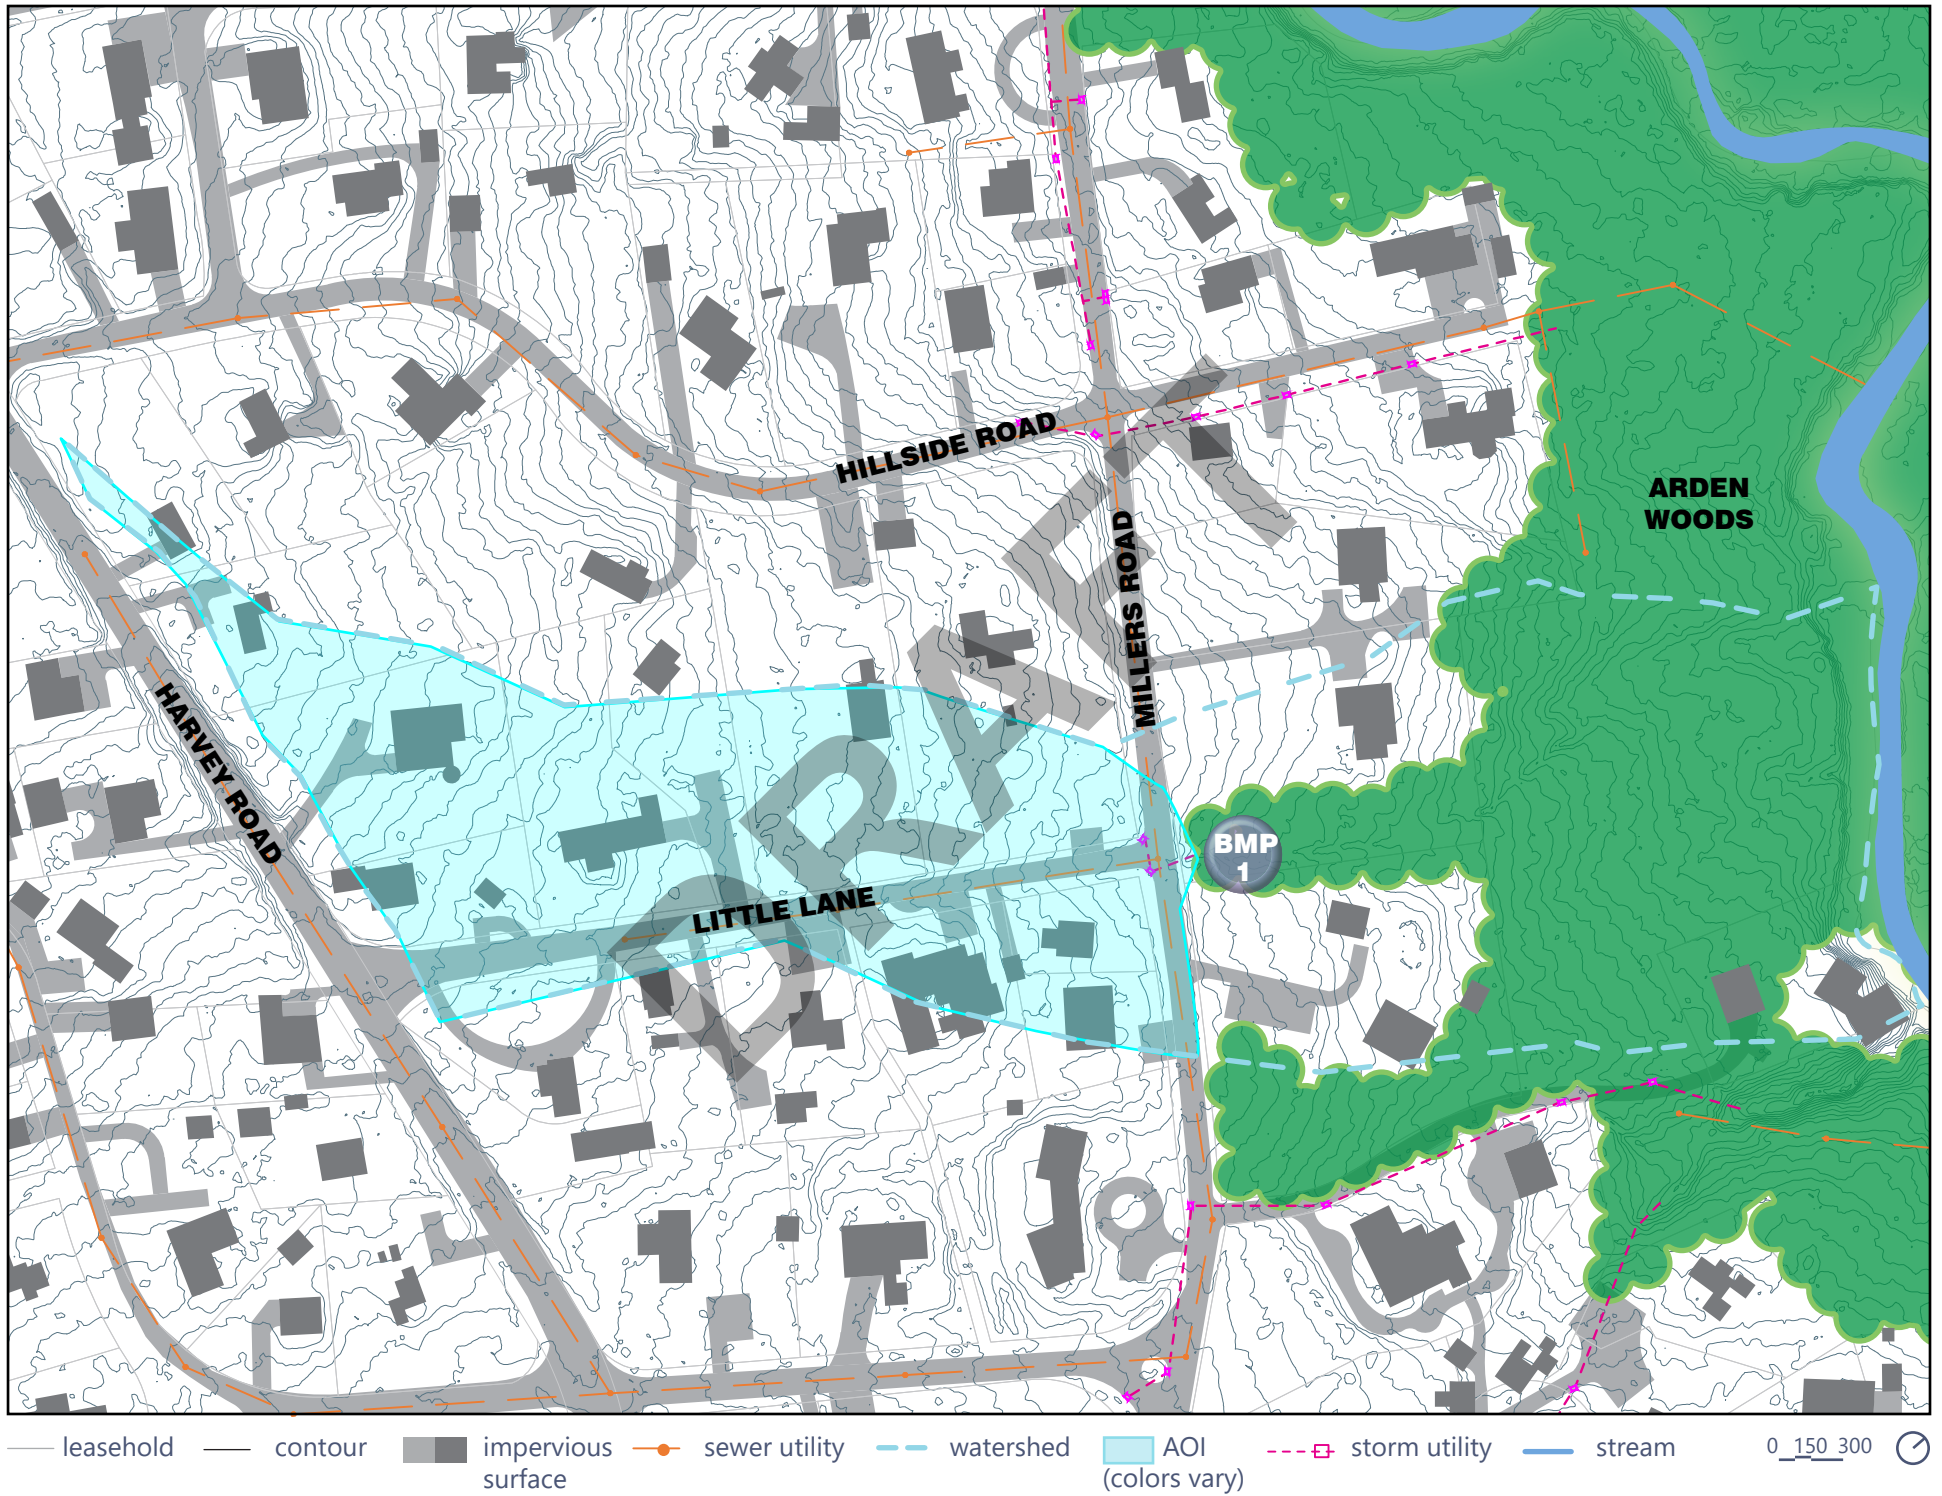 HILLSIDE ROAD
ARDEN
WOODS
MILLERS ROAD
HARVEY ROAD
DRAFT
BMP
1
LITTLE LANE
leasehold
contour
impervious
surface
sewer utility
watershed
AOI
(colors vary)
storm utility
stream
0 150 300